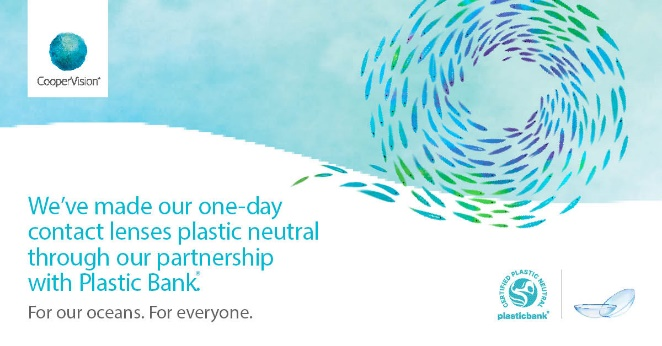 CooperVision®
We've made our one-day
contact lenses plastic neutral
through our partnership
with Plastic Bank.*
For our oceans. For everyone.
CERTIFIED PLASTIC NEUTRAL
plasticbank®